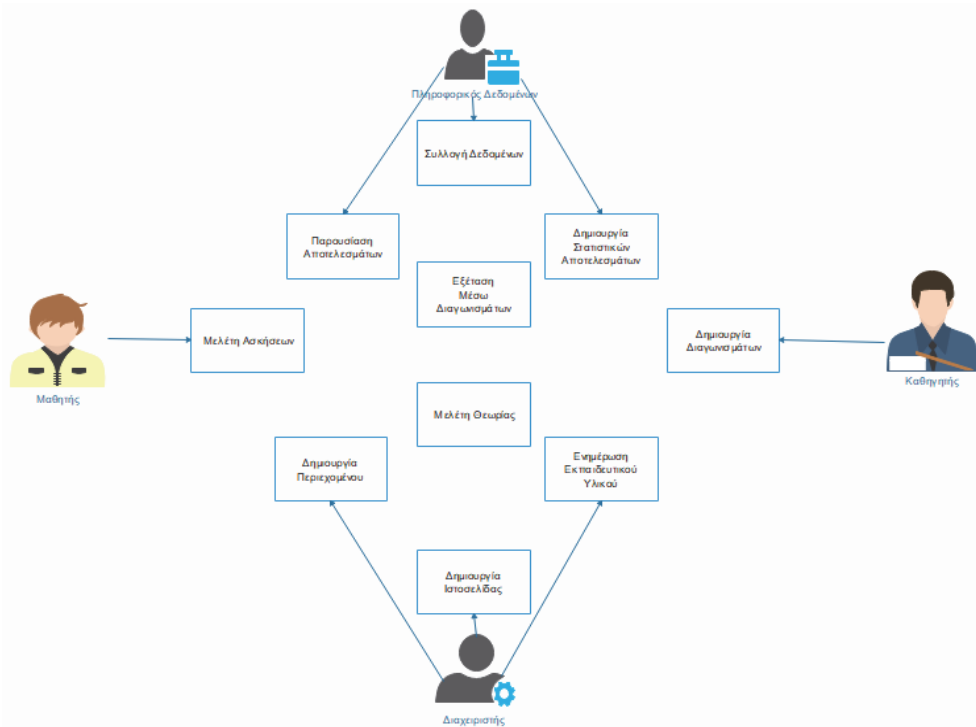 Πληροφορικός Δεδομένων
Συλλογή Δεδομένων
Παρουσίαση
Αποτελεσμάτων
Δημιουργία
Στατιστικών
Αποτελεσμάτων
Εξέταση
Μέσω
Διαγωνισμάτων
Μελέτη Ασκήσεων
Δημιουργία
Διαγωνισμάτων
Μαθητής
Καθηγητής
Μελέτη Θεωρίας
Δημιουργία
Περιεχομένου
Ενημέρωση
Εκπαιδευτικού
Υλικού
Δημιουργία
Ιστοσελίδας
Διαχειριστής